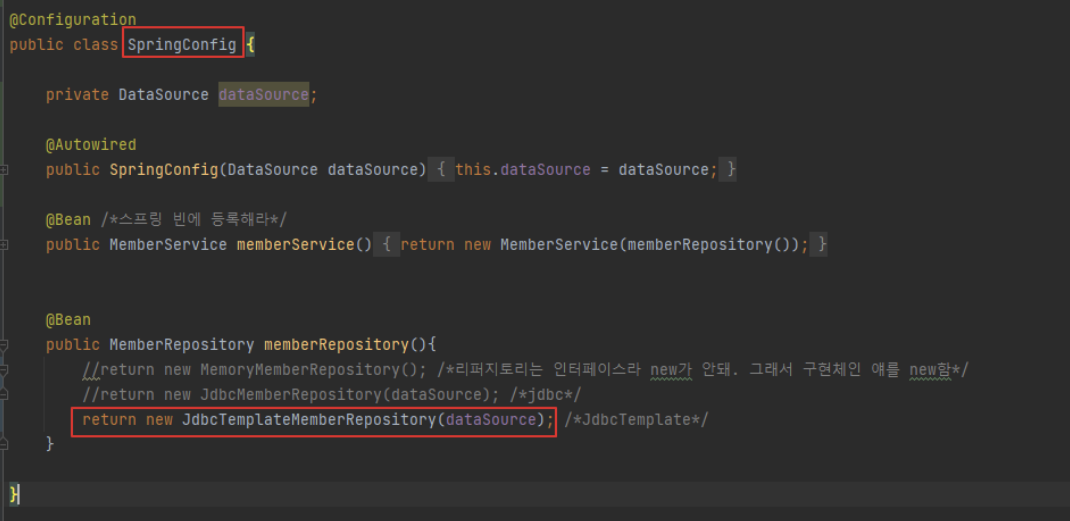 @Configuration
public class SpringConfig {
private DataSource dataSource;
@Autowired
public SpringConfig(DataSource dataSource) { this.dataSource = dataSource; }
@Bean /*스프링 빈에 등록해라*/
public MemberService memberService() { return new MemberService(memberRepository()); }
@Bean
public MemberRepository memberRepository(){
//return new MemoryMemberRepository(); /*리퍼지토리는 인터페이스라 new가 안돼. 그래서 구현체인 얘를 new함*/
//return new JdbcMemberRepository(dataSource); /*jdbc*/
return new JdbcTemplateMemberRepository(dataSource); /*JdbcTemplate*/
}
}